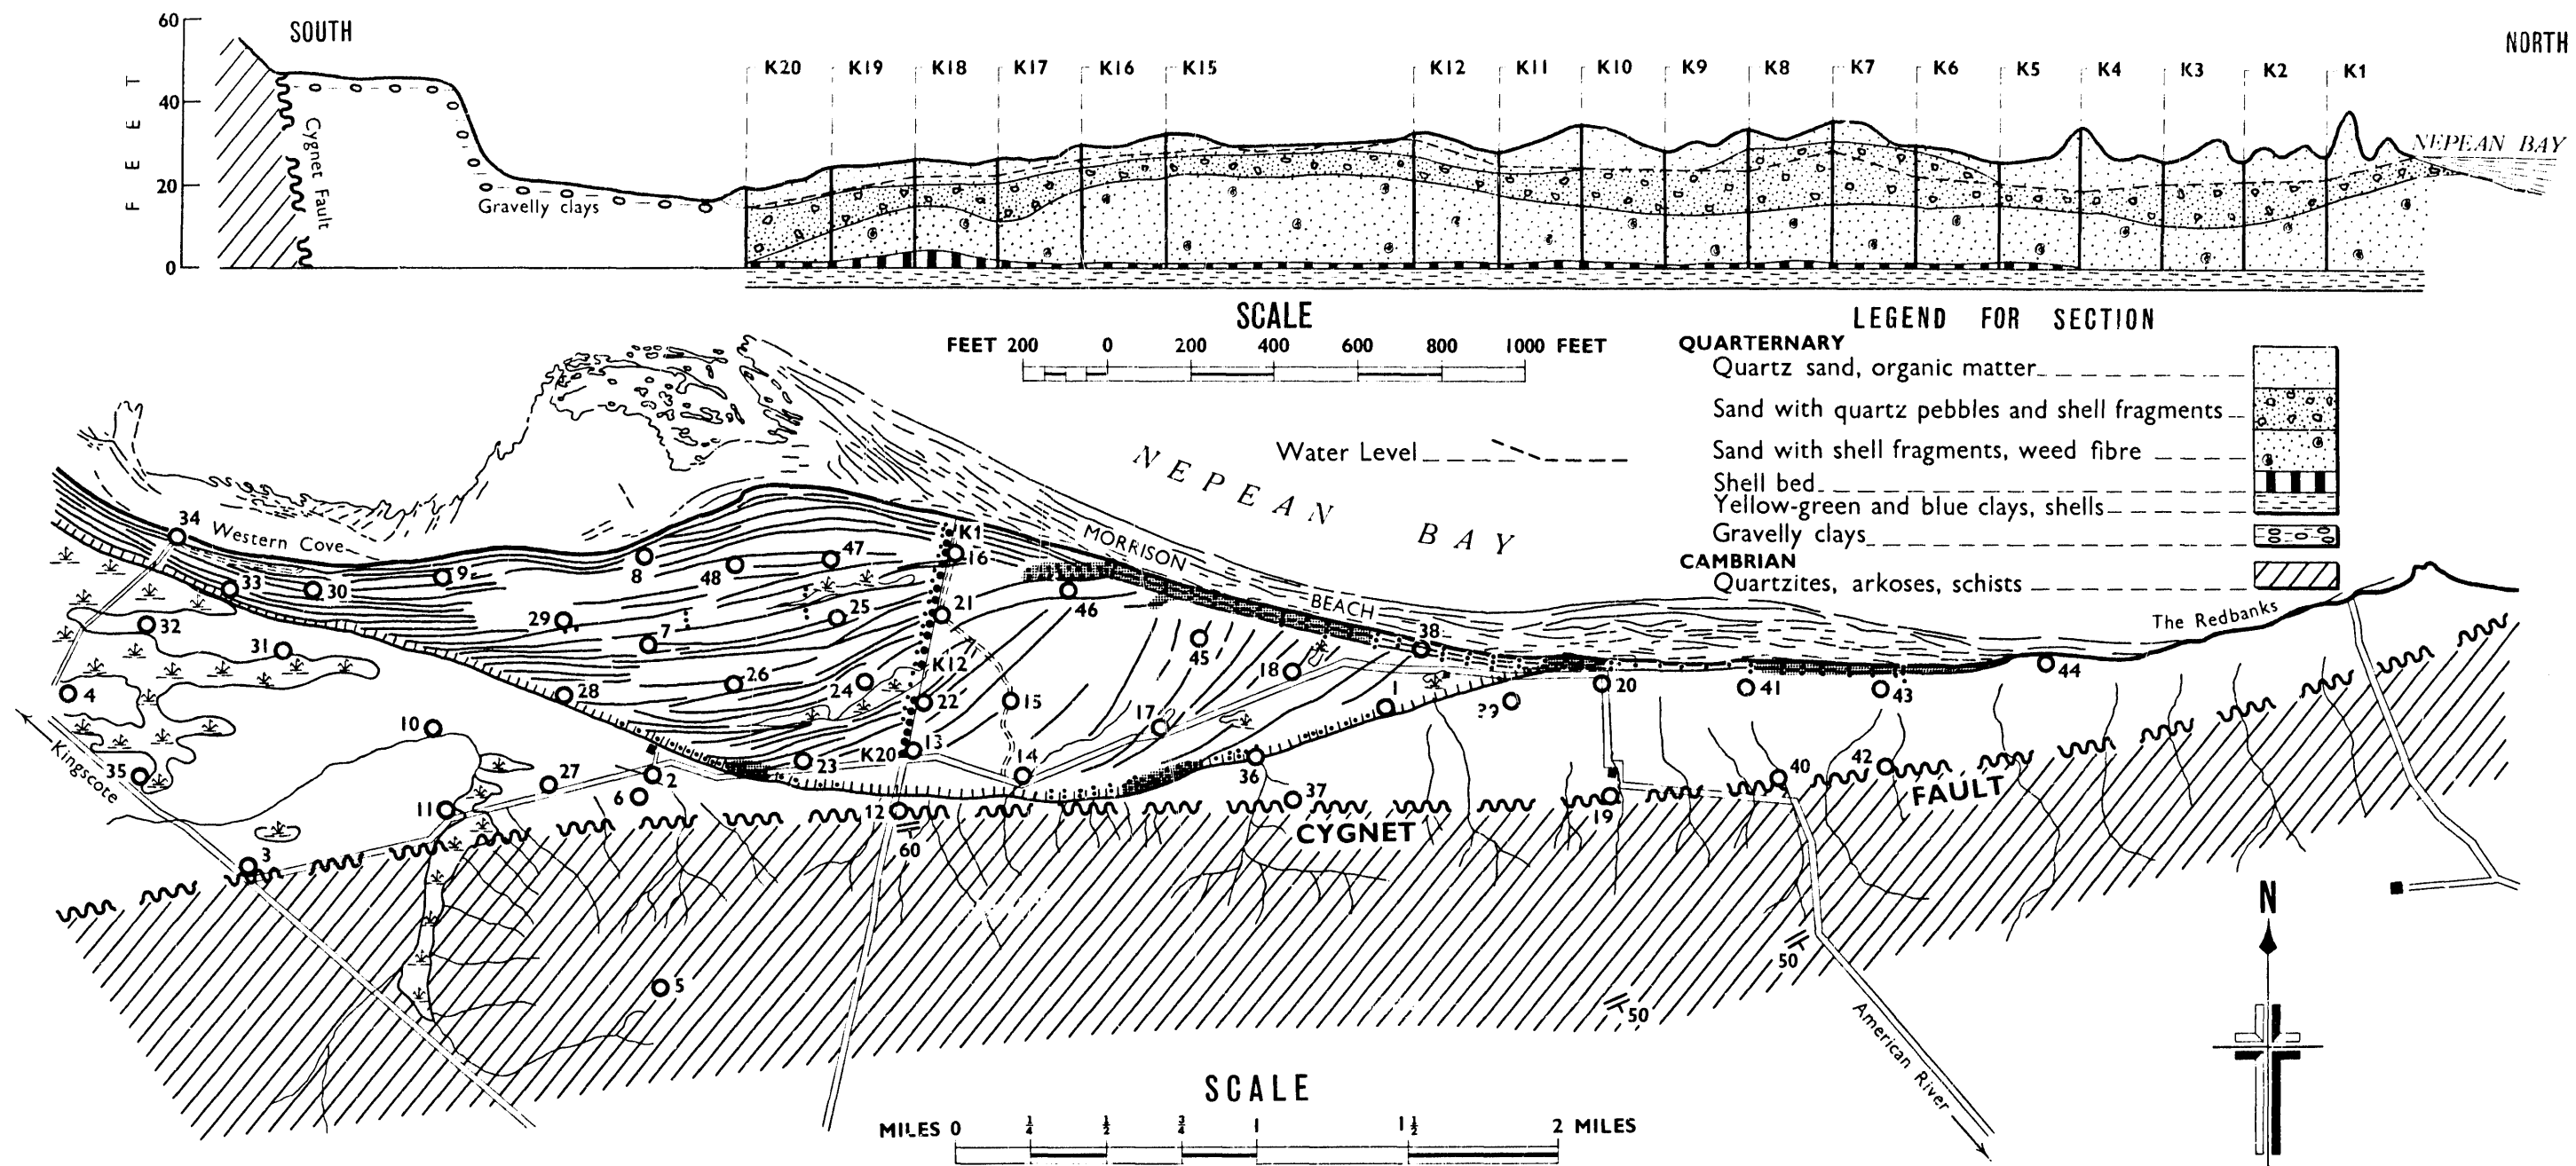 60
SOUTH
NORTH
K20 K19 K18 K17 K16 K15 K12 K11 K10 K9 K8 K7 K6 K5 K4 K3 K2 K1
FEET
40
Cygnet Fault
NEPEAN BAY
20
Gravelly clays
0
SCALE
FEET 200 0 200 400 600 800 1000 FEET
LEGEND FOR SECTION
QUARTERNARY
Quartz sand, organic matter
Sand with quartz pebbles and shell fragments
Sand with shell fragments, weed fibre
Shell bed
Yellow-green and blue clays, shells
Gravelly clays
CAMBRIAN
Quartzites, arkoses, schists
Water Level
NEPEAN BAY
MORRISON BEACH
Western Cove
The Redbanks
34
K1
16
47
48
8
9
33
30
29
25
21
46
32
7
38
31
45
K12
26
24
22
18
28
4
15
1
39
20
41
43
44
10
17
K20
13
23
14
36
Kingscote
35
27
2
6
11
12
37
40
42
19
CYGNET
FAULT
3
60
5
50
50
American River
N
SCALE
MILES 0 ¼ ½ ¾ 1 1½ 2 MILES